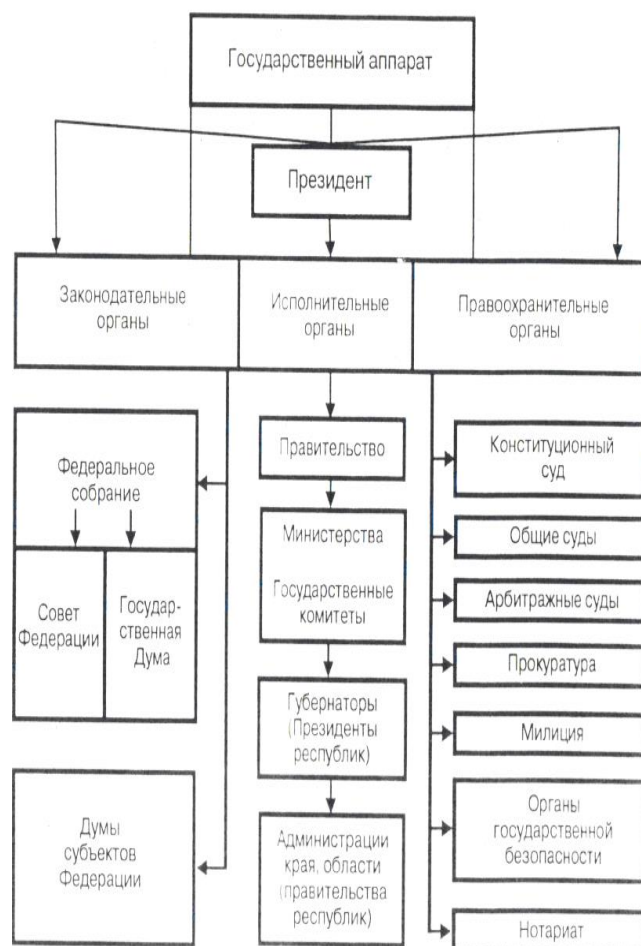 Государственный аппарат
Президент
Законодательные
органы
Исполнительные
органы
Правоохранительные
органы
Федеральное
собрание
Совет
Федерации
Государ-
ственная
Дума
Думы
субъектов
Федерации
Правительство
Министерства
Государственные
комитеты
Губернаторы
(Президенты
республик)
Администрации
края, области
(правительства
республик)
Конституционный
суд
Общие суды
Арбитражные суды
Прокуратура
Милиция
Органы
государственной
безопасности
Нотариат